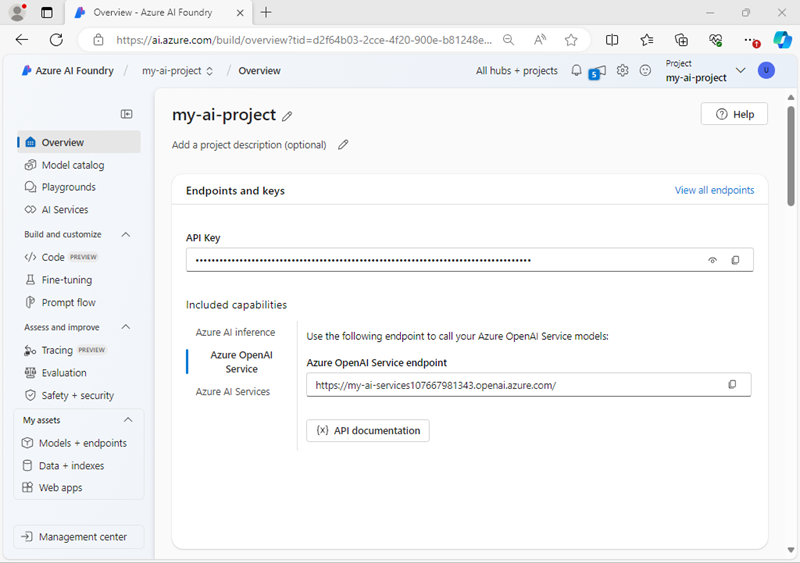 Overview - Azure AI Foundry
https://ai.azure.com/build/overview?tid=d2f64b03-2cce-4f20-900e-b81248e...
Azure AI Foundry / my-ai-project / Overview
All hubs + projects
5
Project
my-ai-project
U
Overview
Model catalog
Playgrounds
AI Services
Build and customize
Code PREVIEW
Fine-tuning
Prompt flow
Assess and improve
Tracing PREVIEW
Evaluation
Safety + security
My assets
Models + endpoints
Data + indexes
Web apps
Management center
my-ai-project
Help
Add a project description (optional)
Endpoints and keys
View all endpoints
API Key
Included capabilities
Azure AI inference
Azure OpenAI
Service
Azure AI Services
Use the following endpoint to call your Azure OpenAI Service models:
Azure OpenAI Service endpoint
https://my-ai-services107667981343.openai.azure.com/
{x} API documentation